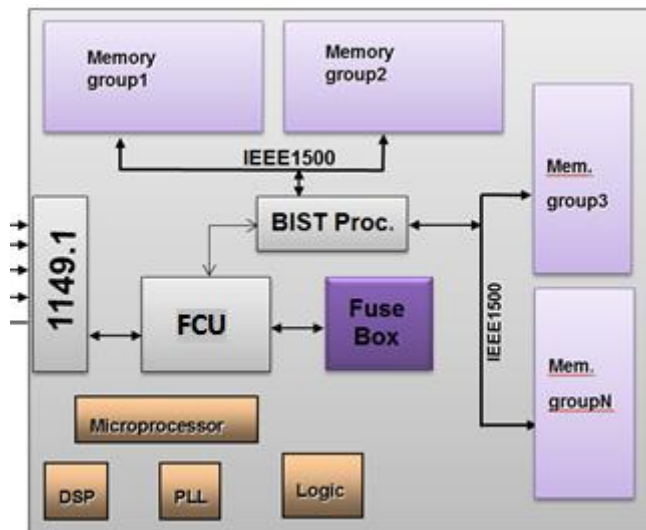 Memory
group1
Memory
group2
IEEE1500
Mem.
group3
BIST Proc.
1149.1
FCU
Fuse
Box
IEEE1500
Mem.
groupN
Microprocessor
DSP
PLL
Logic